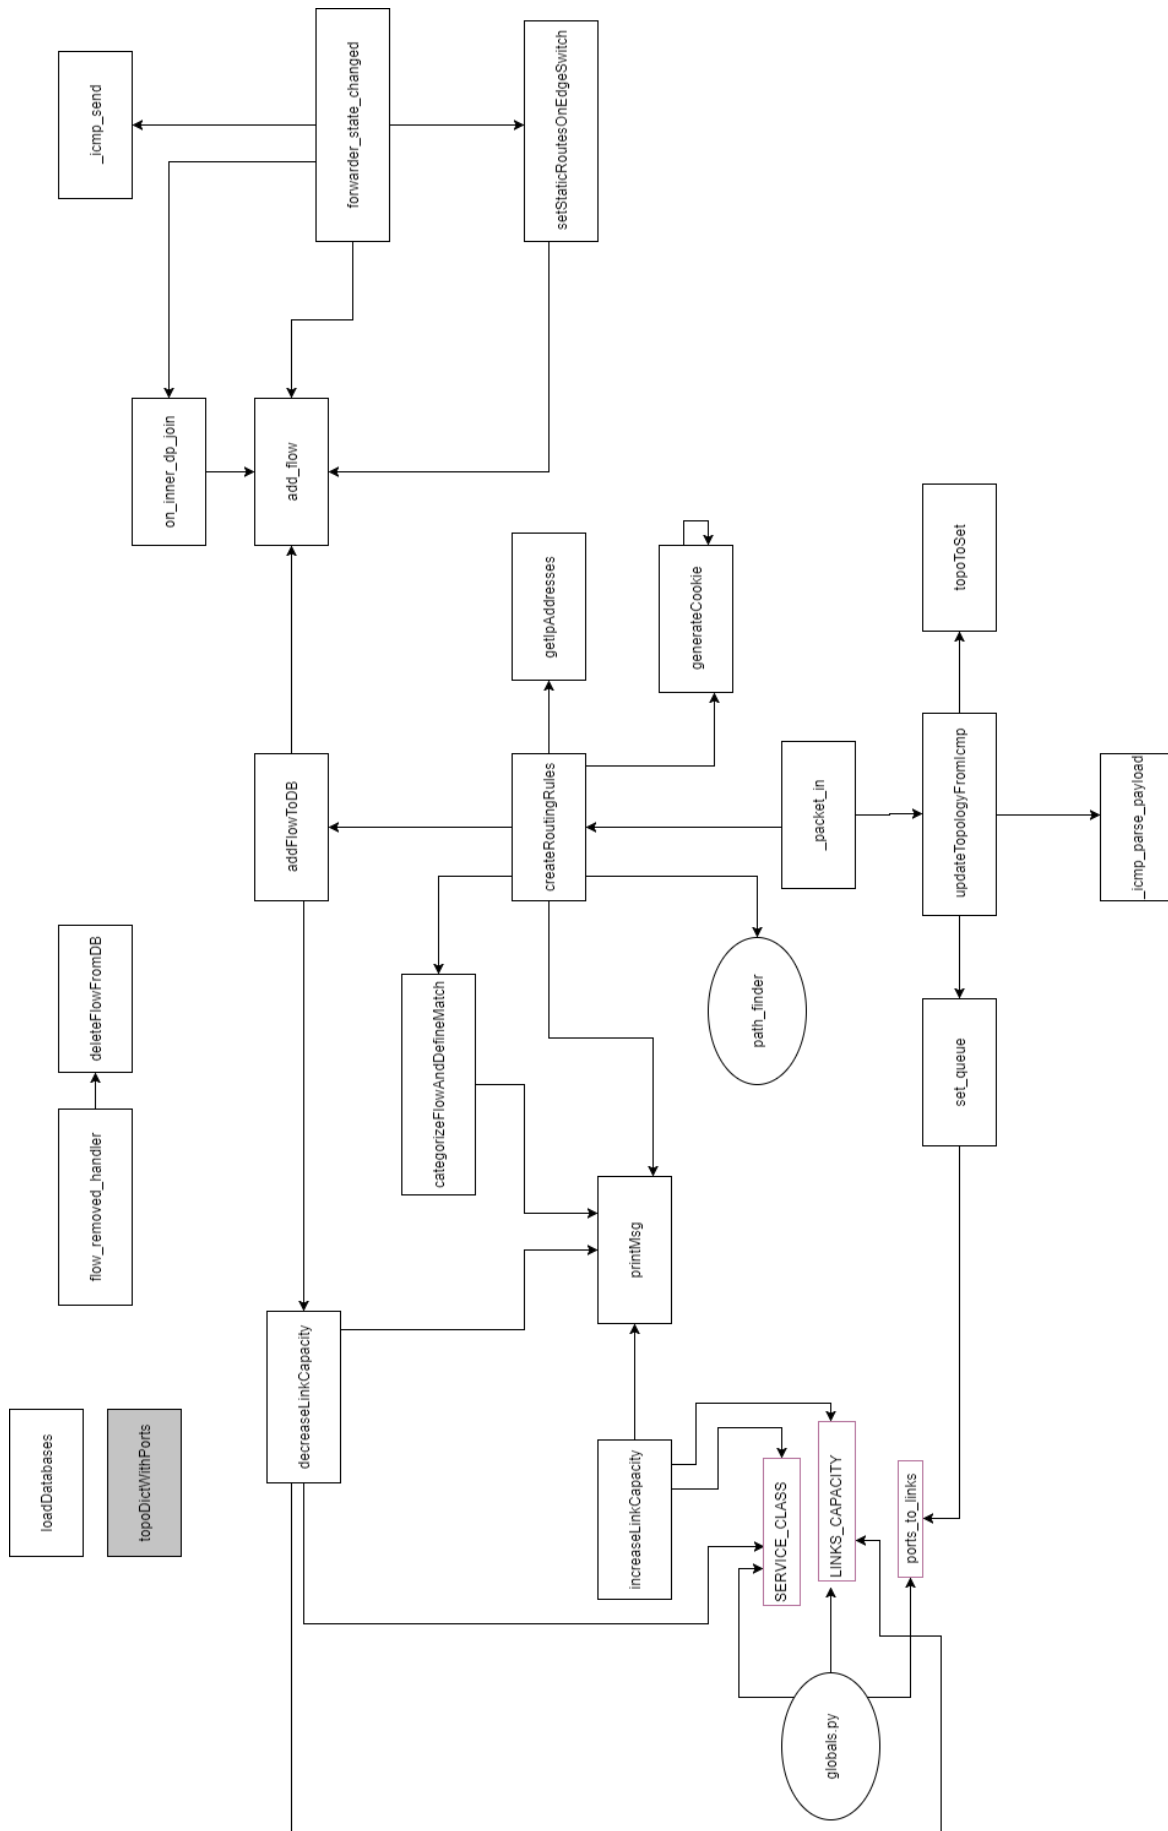 loadDatabases
topoDictWithPorts
flow_removed_handler
deleteFlowFromDB
_icmp_send
on_inner_dp_join
decreaseLinkCapacity
addFlowToDB
add_flow
forwarder_state_changed
categorizeFlowAndDefineMatch
createRoutingRules
getIpAddresses
setStaticRoutesOnEdgeSwitch
increaseLinkCapacity
printMsg
generateCookie
path_finder
SERVICE_CLASS
globals.py
LINKS_CAPACITY
_packet_in
ports_to_links
set_queue
updateTopologyFromIcmp
topoToSet
_icmp_parse_payload